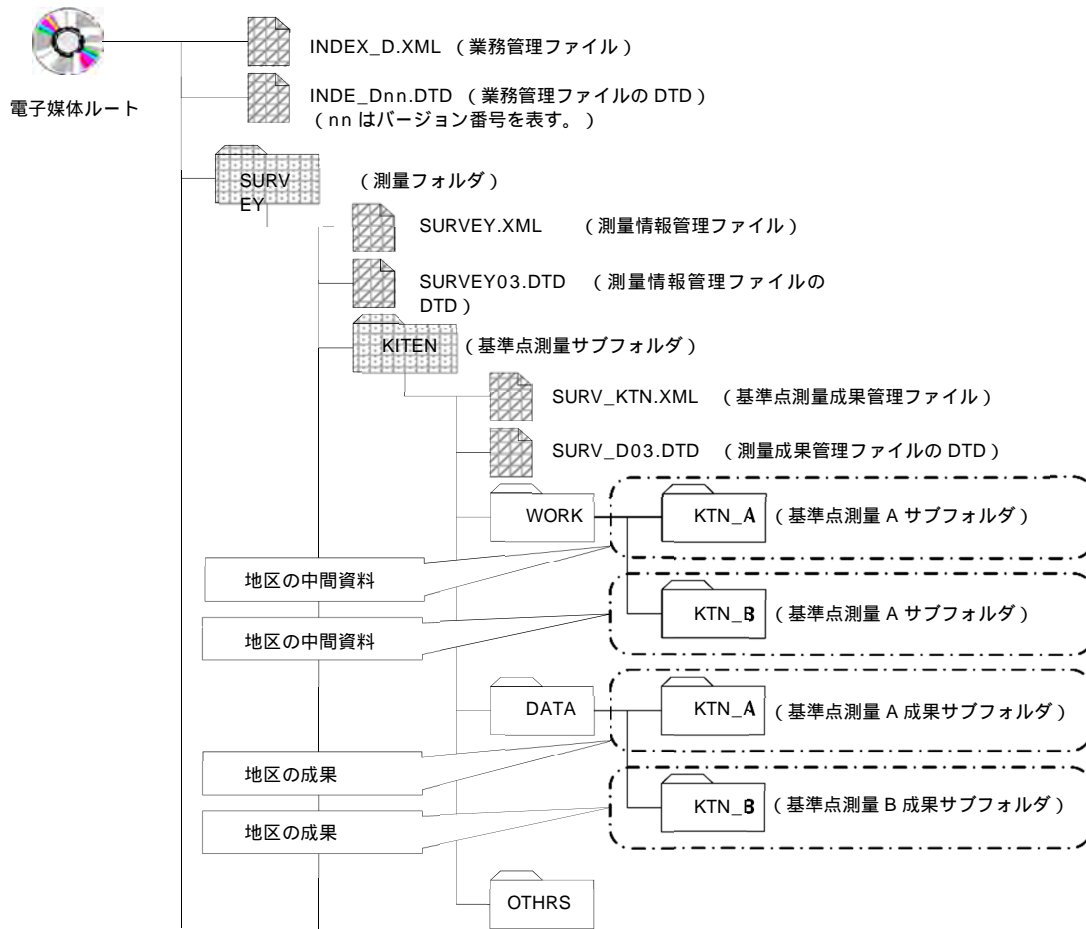 INDEX_D.XML （業務管理ファイル）
電子媒体ルート
INDE_Dnn.DTD （業務管理ファイルの DTD）
（nn はバージョン番号を表す。）
SURV
EY
（測量フォルダ）
SURVEY.XML （測量情報管理ファイル）
SURVEY03.DTD （測量情報管理ファイルの
DTD）
KITEN （基準点測量サブフォルダ）
SURV_KTN.XML （基準点測量成果管理ファイル）
SURV_D03.DTD （測量成果管理ファイルの DTD）
WORK
KTN_A （基準点測量 A サブフォルダ）
地区の中間資料
KTN_B （基準点測量 A サブフォルダ）
地区の中間資料
DATA
KTN_A （基準点測量 A 成果サブフォルダ）
地区の成果
KTN_B （基準点測量 B 成果サブフォルダ）
地区の成果
OTHRS